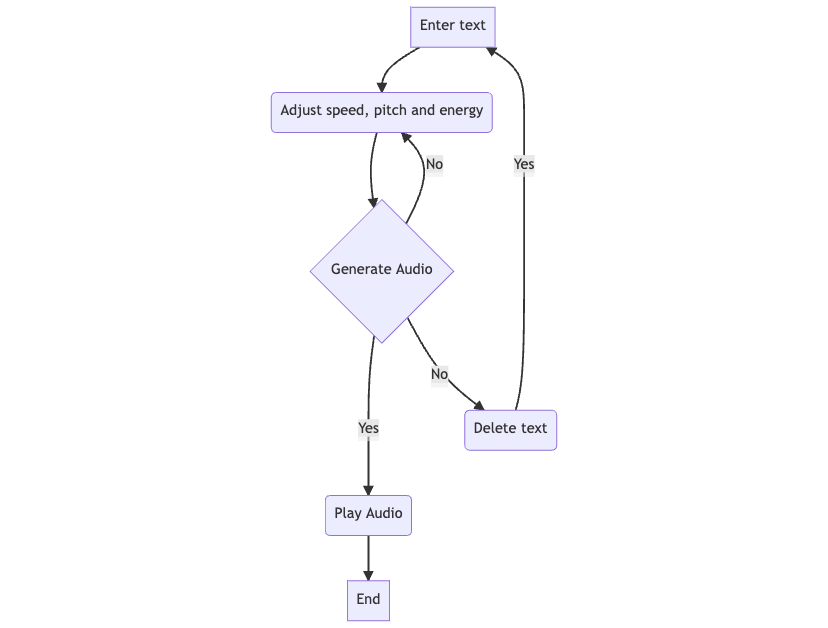 Enter text
Adjust speed, pitch and energy
No
Yes
Generate Audio
No
Yes
Delete text
Play Audio
End